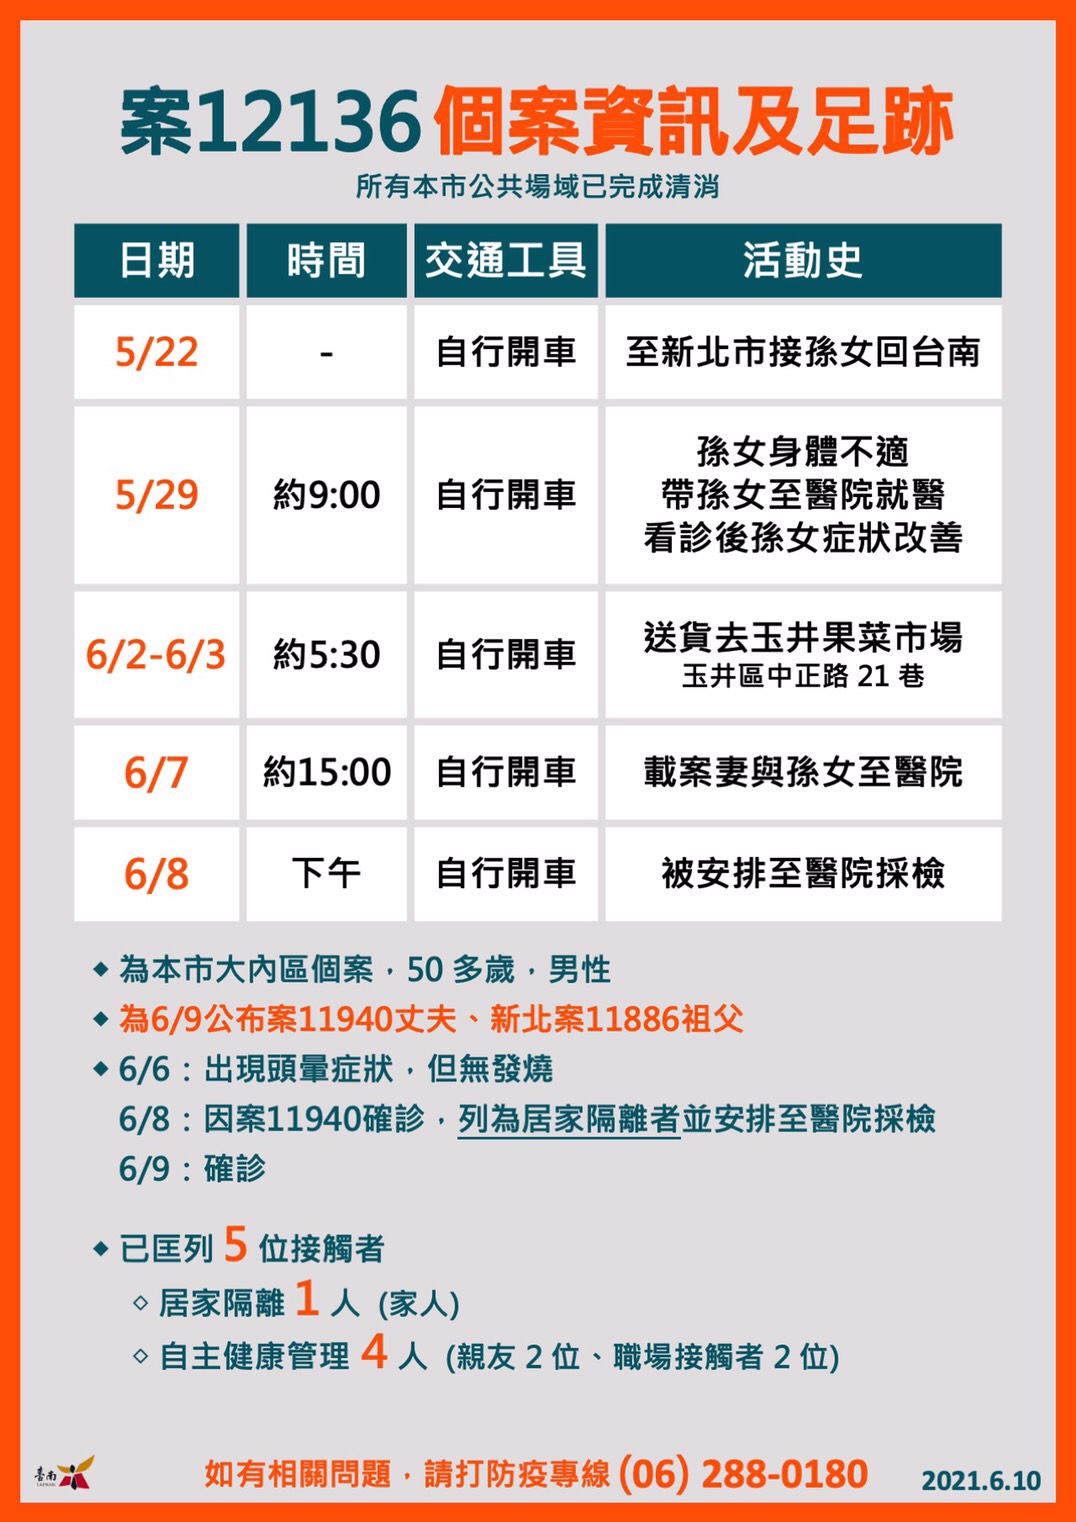 案12136個案資訊及足跡
所有本市公共場域已完成清消
日期 時間 交通工具 活動史
5/22 - 自行開車 至新北市接孫女回台南
5/29 約9:00 自行開車 孫女身體不適
帶孫女至醫院就醫
看診後孫女症狀改善
6/2-6/3 約5:30 自行開車 送貨去玉井果菜市場
玉井區中正路 21 巷
6/7 約15:00 自行開車 載案妻與孫女至醫院
6/8 下午 自行開車 被安排至醫院採檢
◆ 為本市大內區個案，50 多歲，男性
◆ 為6/9公布案11940丈夫、新北案11886祖父
◆ 6/6：出現頭暈症狀，但無發燒
6/8：因案11940確診，列為居家隔離者並安排至醫院採檢
6/9：確診
◆ 已匡列 5 位接觸者
◇ 居家隔離 1 人 (家人)
◇ 自主健康管理 4 人 (親友 2 位、職場接觸者 2 位)
臺南
TAINAN
如有相關問題，請打防疫專線 (06) 288-0180
2021.6.10